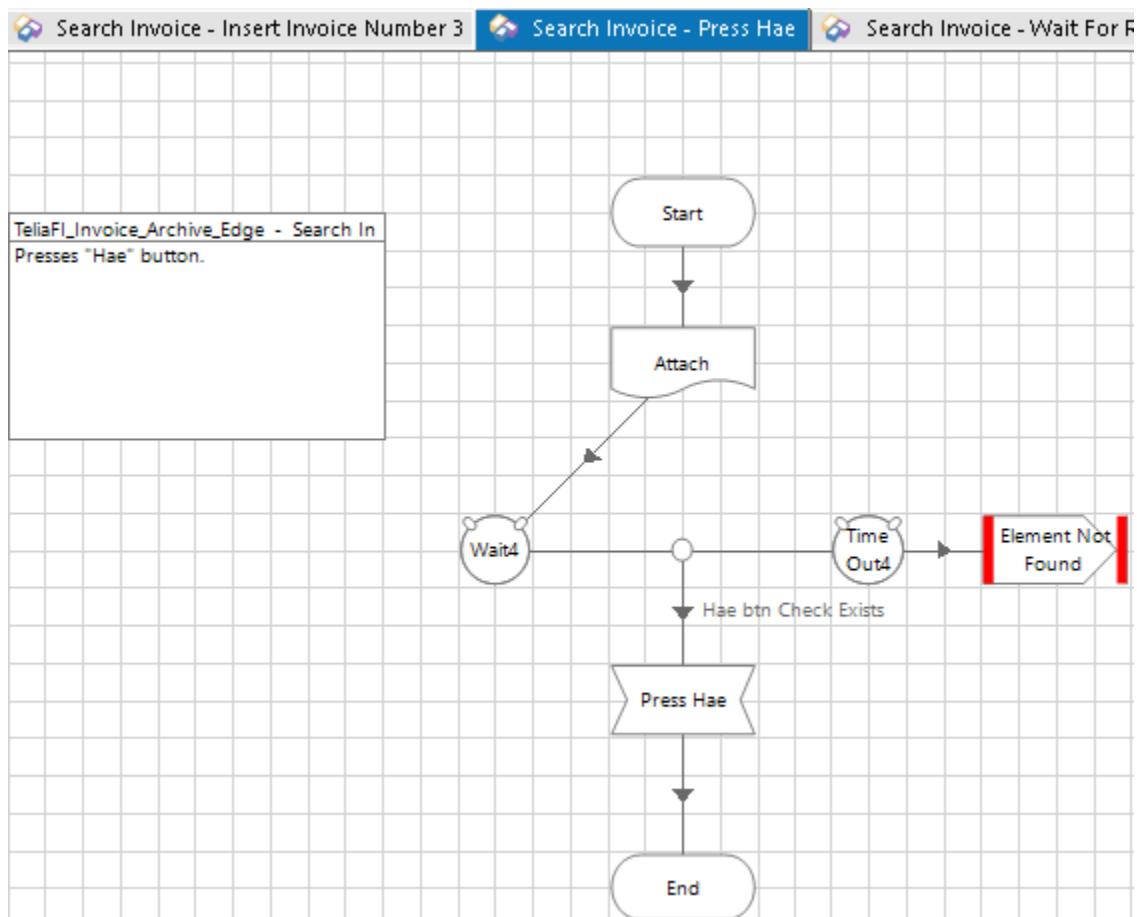 Search Invoice - Insert Invoice Number 3
Search Invoice - Press Hae
Search Invoice - Wait For R
Start
TeliaFI_Invoice_Archive_Edge - Search In
Presses "Hae" button.
Attach
Wait4
Time
Out4
Element Not
Found
Hae btn Check Exists
Press Hae
End